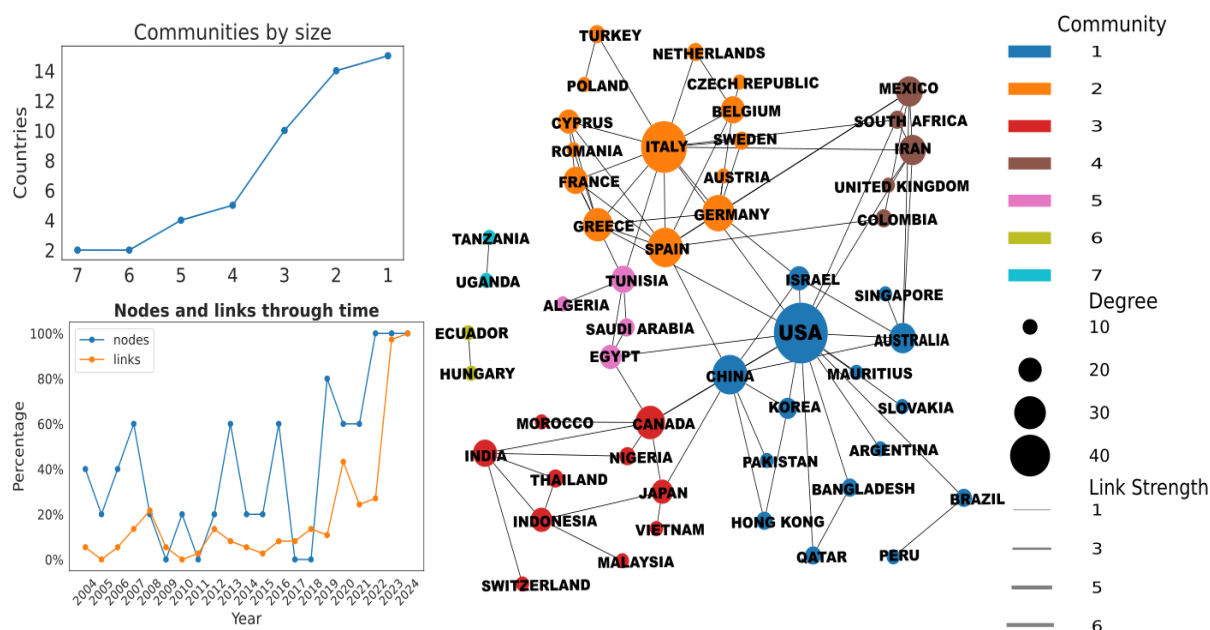 Communities by size
Countries
14
12
10
8
6
4
2
7 6 5 4 3 2 1
Nodes and links through time
Percentage
100%
80%
60%
40%
20%
0%
nodes
links
2004 2005 2006 2007 2008 2009 2010 2011 2012 2013 2014 2015 2016 2017 2018 2019 2020 2021 2022 2023 2024
Year
TURKEY
NETHERLANDS
POLAND
CZECH REPUBLIC
BELGIUM
CYPRUS
SWEDEN
ITALY
ROMANIA
AUSTRIA
FRANCE
GERMANY
GREECE
SPAIN
MEXICO
SOUTH AFRICA
IRAN
UNITED KINGDOM
COLOMBIA
TANZANIA
UGANDA
TUNISIA
ALGERIA
SAUDI ARABIA
EGYPT
ECUADOR
HUNGARY
ISRAEL
SINGAPORE
USA
AUSTRALIA
CHINA
MAURITIUS
KOREA
SLOVAKIA
PAKISTAN
ARGENTINA
BANGLADESH
BRAZIL
HONG KONG
QATAR
PERU
MOROCCO
CANADA
INDIA
NIGERIA
THAILAND
JAPAN
INDONESIA
VIETNAM
MALAYSIA
SWITZERLAND
Community
1
2
3
4
5
6
7
Degree
10
20
30
40
Link Strength
1
3
5
6